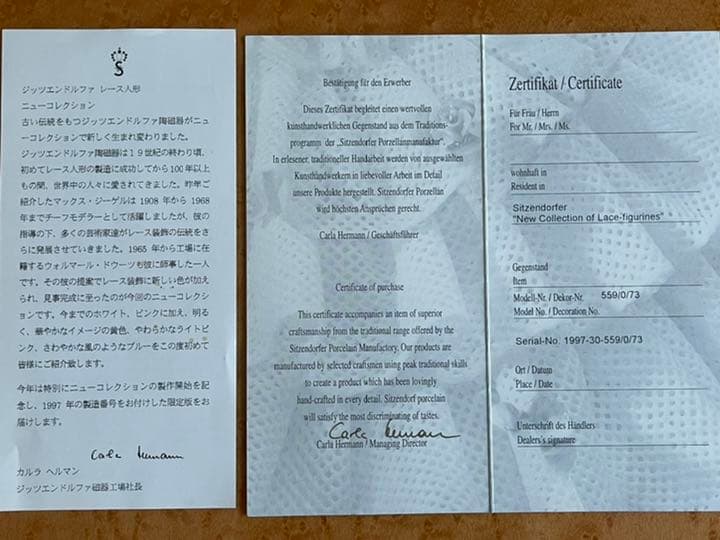 S
ジッツエンドルファ レース人形
ニューコレクション
古い伝統をもつジッツエンドルファ陶磁器がニュ
ーコレクションで新しく生まれ変わりました。
ジッツエンドルファ陶磁器は19世紀の終わり頃、
初めてレース人形の製造に成功してから100年以上
もの間、世界中の人々に愛されてきました。昨年ご
紹介したマックス・ジーゲルは 1908 年から 1968
年までチーフモデラーとして活躍しましたが、彼の
指導の下、多くの芸術家達がレース装飾の伝統をさ
らに発展させていきました。1965 年から工場に在
籍するウォルマール・ドウーツも彼に師事した一人
です。その彼の提案でレース装飾に新しい色が加え
られ、見事完成に至ったのが今回のニューコレクシ
ョンです。今までのホワイト、ピンクに加え、明る
く、華やかなイメージの黄色、やわらかなライトピ
ンク、さわやかな風のようなブルーをこの度初めて
皆様にご紹介致します。
今年は特別にニューコレクションの製作開始を記
念し、1997 年の製造番号をお付けした限定版をお
届けします。
Carla Hermann
カルラ ヘルマン
ジッツエンドルファ磁器工場社長
Bestätigung für den Erwerber
Dieses Zertifikat begleitet einen wertvollen
kunsthandwerklichen Gegenstand aus dem Traditions-
programm der „Sitzendorfer Porzellanmanufaktur".
In erlesener, traditioneller Handarbeit werden von ausgewählten
Kunsthandwerkern in liebevoller Arbeit im Detail
unsere Produkte hergestellt. Sitzendorfer Porzellan
wird höchsten Ansprüchen gerecht.
Carla Hermann / Geschäftsführer
Certificate of purchase
This certificate accompanies an item of superior
craftsmanship from the traditional range offered by the
Sitzendorfer Porcelain Manufactory. Our products are
manufactured by selected craftsmen using peak traditional skills
to create a product which has been lovingly
hand-crafted in every detail. Sitzendorf porcelain
will satisfy the most discriminating of tastes.
Carla Hermann
Carla Hermann / Managing Director
Zertifikat / Certificate
Für Frau / Herrn
For Mr. / Mrs. / Ms.
wohnhaft in
Resident in
Sitzendorfer
"New Collection of Lace-figurines"
Gegenstand
Item
Modell-Nr. / Dekor-Nr. 559/0/73
Model No. / Decoration No.
Serial-No. 1997-30-559/0/73
Ort / Datum
Place / Date
Unterschrift des Händlers
Dealers's signature